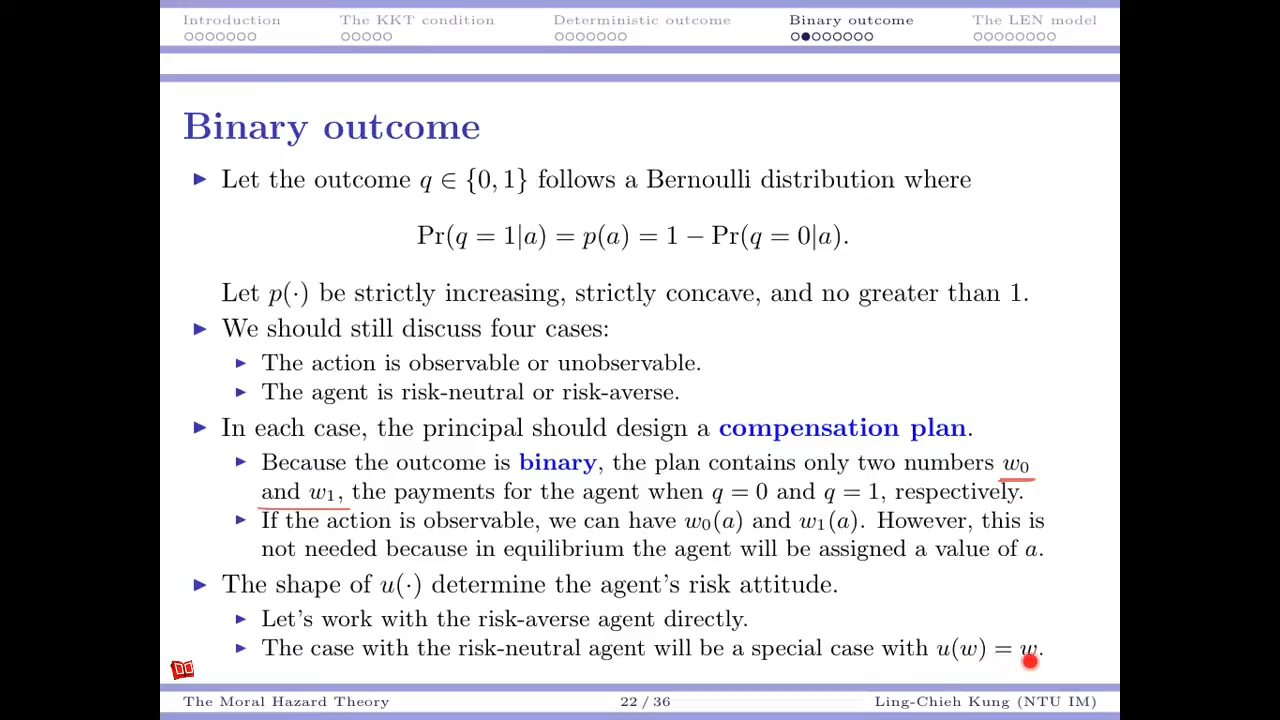 Introduction The KKT condition Deterministic outcome Binary outcome The LEN model
Binary outcome
▶ Let the outcome q ∈ {0, 1} follows a Bernoulli distribution where
Pr(q = 1|a) = p(a) = 1 − Pr(q = 0|a).
Let p(·) be strictly increasing, strictly concave, and no greater than 1.
▶ We should still discuss four cases:
▶ The action is observable or unobservable.
▶ The agent is risk-neutral or risk-averse.
▶ In each case, the principal should design a compensation plan.
▶ Because the outcome is binary, the plan contains only two numbers w₀
and w₁, the payments for the agent when q = 0 and q = 1, respectively.
▶ If the action is observable, we can have w₀(a) and w₁(a). However, this is
not needed because in equilibrium the agent will be assigned a value of a.
▶ The shape of u(·) determine the agent's risk attitude.
▶ Let's work with the risk-averse agent directly.
▶ The case with the risk-neutral agent will be a special case with u(w) = w.
The Moral Hazard Theory 22 / 36 Ling-Chieh Kung (NTU IM)